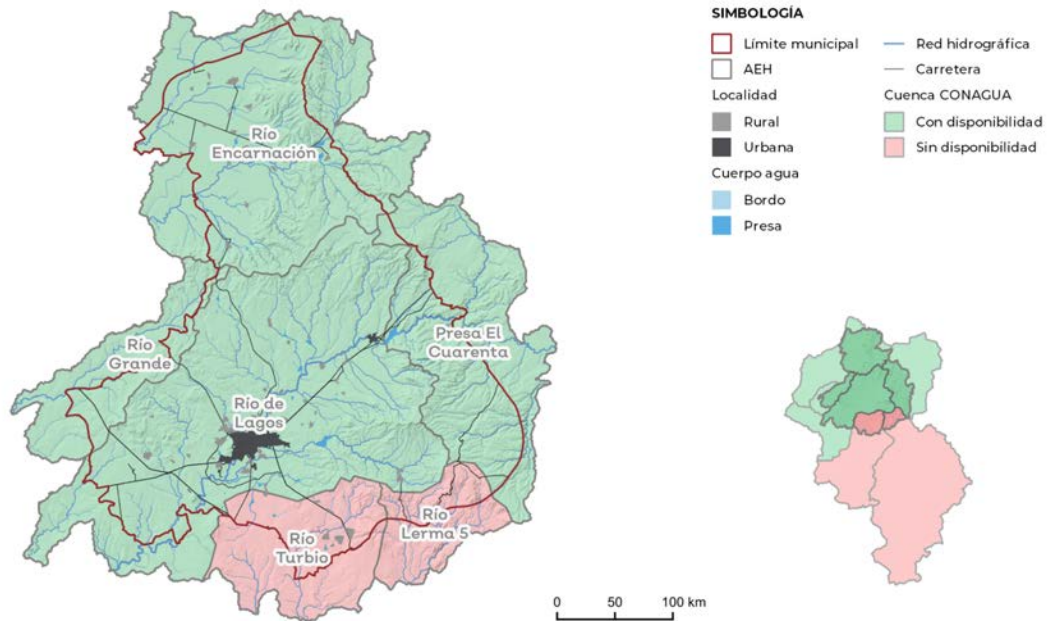 Río
Encarnación
Río
Grande
Presa El
Cuarenta
Río de
Lagos
Río
Turbio
Río
Lerma 5
SIMBOLOGÍA
Límite municipal
AEH
Localidad
Rural
Urbana
Cuerpo agua
Bordo
Presa
Red hidrográfica
Carretera
Cuenca CONAGUA
Con disponibilidad
Sin disponibilidad
0 50 100 km